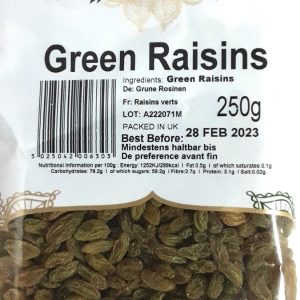 Green Raisins
Ingredients: Green Raisins
De: Grune Rosinen
Fr: Raisins verts
250g
LOT: A222071M
PACKED IN UK
Best Before: 28 FEB 2023
Mindestens haltbar bis
De preference avant fin
5 025042 006303
Nutritional Information per 100g : Energy: 1252KJ/299kcal | Fat 0.5g | of which saturates 0.1g
Carbohydrates: 79.2g | of which sugars: 59.2g | Fibre:2.7g | Protein: 3.1g | Salt:0.02g